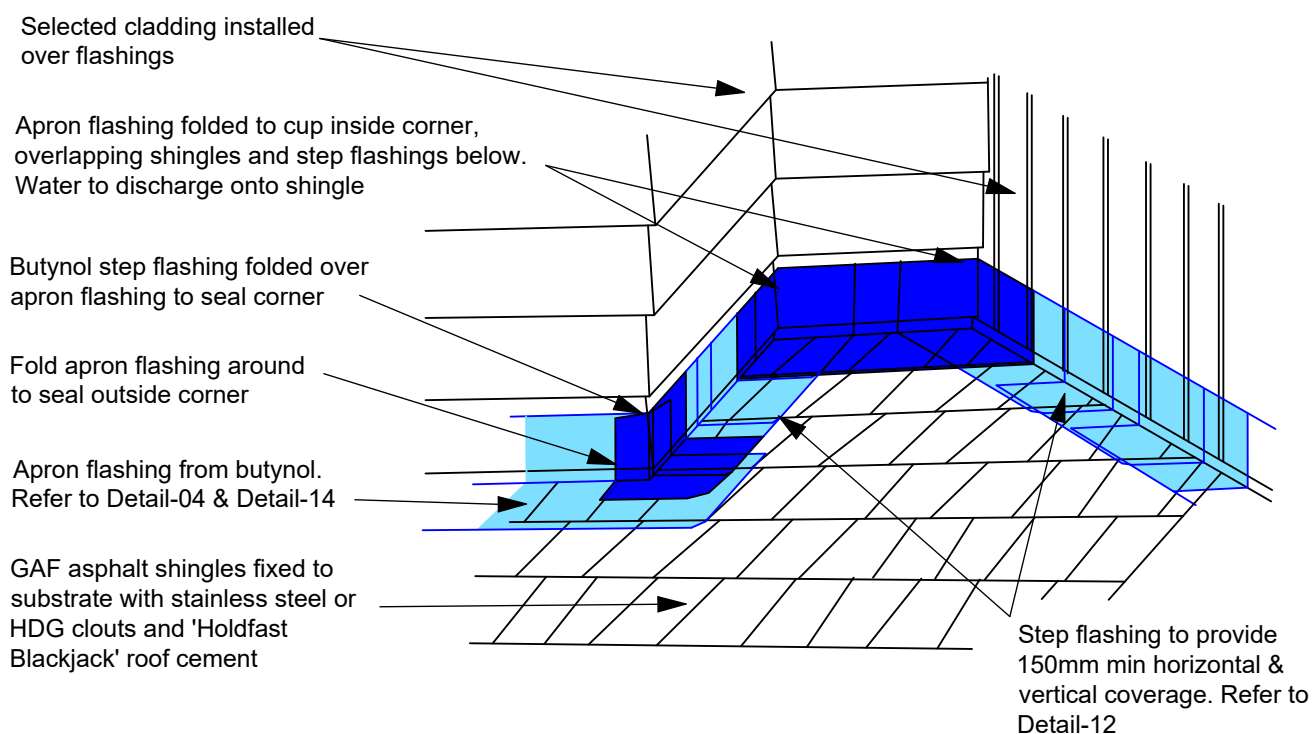 Selected cladding installed
over flashings
Apron flashing folded to cup inside corner,
overlapping shingles and step flashings below.
Water to discharge onto shingle
Butynol step flashing folded over
apron flashing to seal corner
Fold apron flashing around
to seal outside corner
Apron flashing from butynol.
Refer to Detail-04 & Detail-14
GAF asphalt shingles fixed to
substrate with stainless steel or
HDG clouts and 'Holdfast
Blackjack' roof cement
Step flashing to provide
150mm min horizontal &
vertical coverage. Refer to
Detail-12